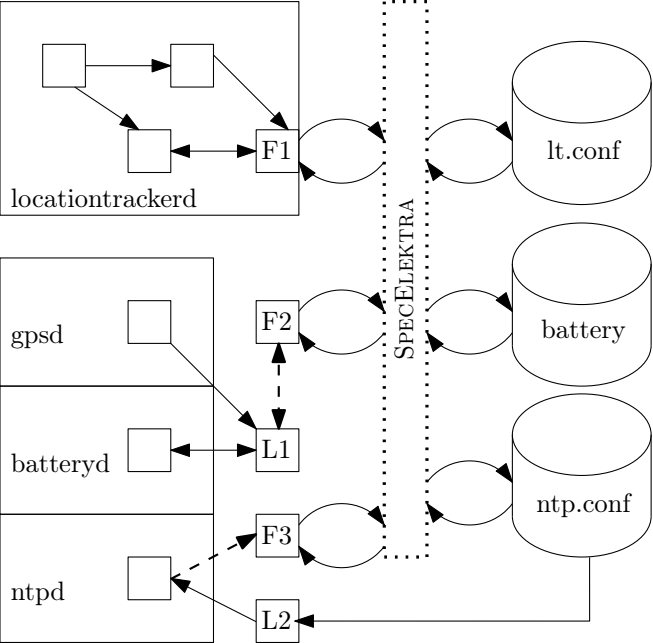 F1
lt.conf
locationtrackerd
SpecElektra
gpsd
F2
battery
batteryd
L1
ntp.conf
F3
ntpd
L2